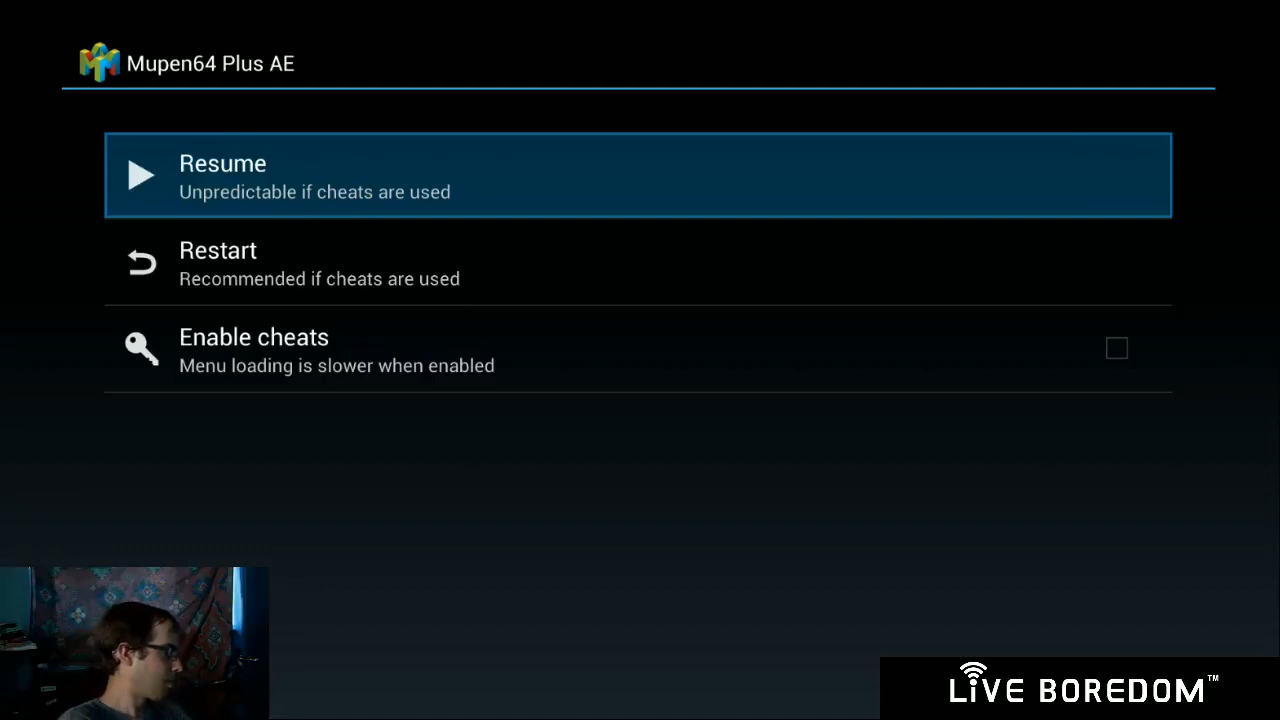 Mupen64 Plus AE
Resume
Unpredictable if cheats are used
Restart
Recommended if cheats are used
Enable cheats
Menu loading is slower when enabled
LiVE BOREDOM™